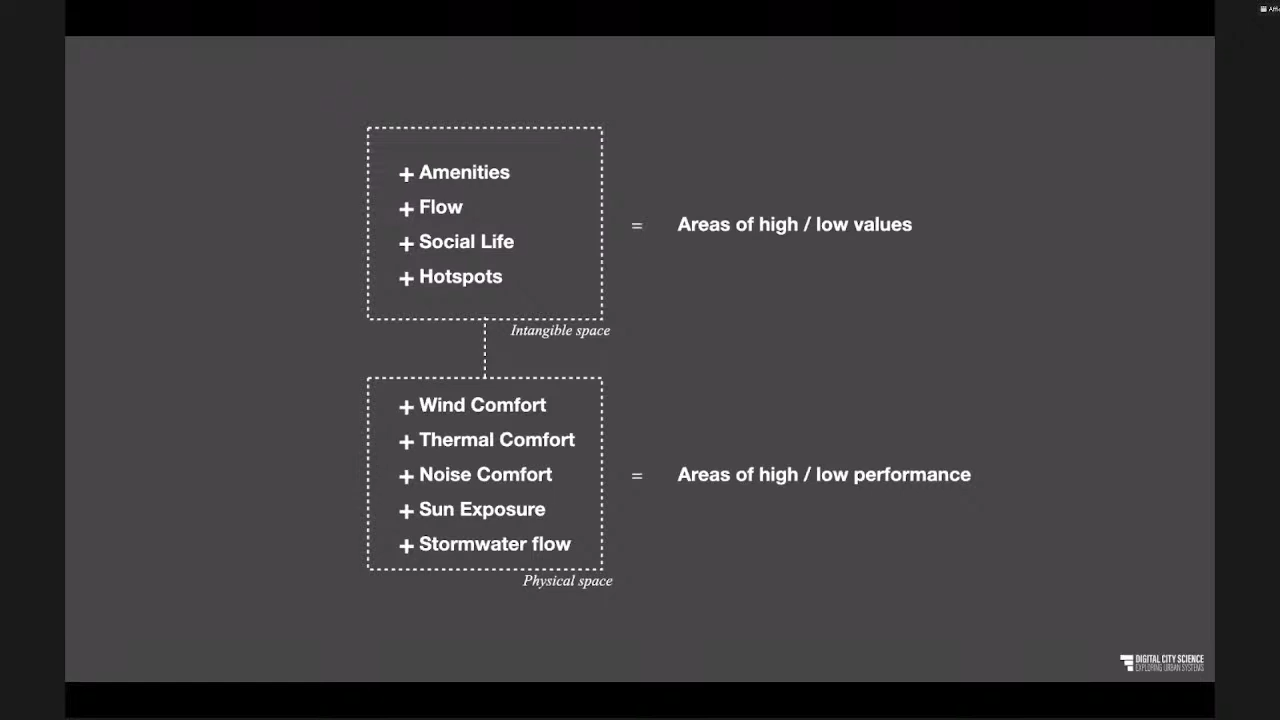 + Amenities
+ Flow
+ Social Life
+ Hotspots
= Areas of high / low values
Intangible space
+ Wind Comfort
+ Thermal Comfort
+ Noise Comfort
+ Sun Exposure
+ Stormwater flow
= Areas of high / low performance
Physical space
DIGITAL CITY SCIENCE
EXPLORING URBAN SYSTEMS